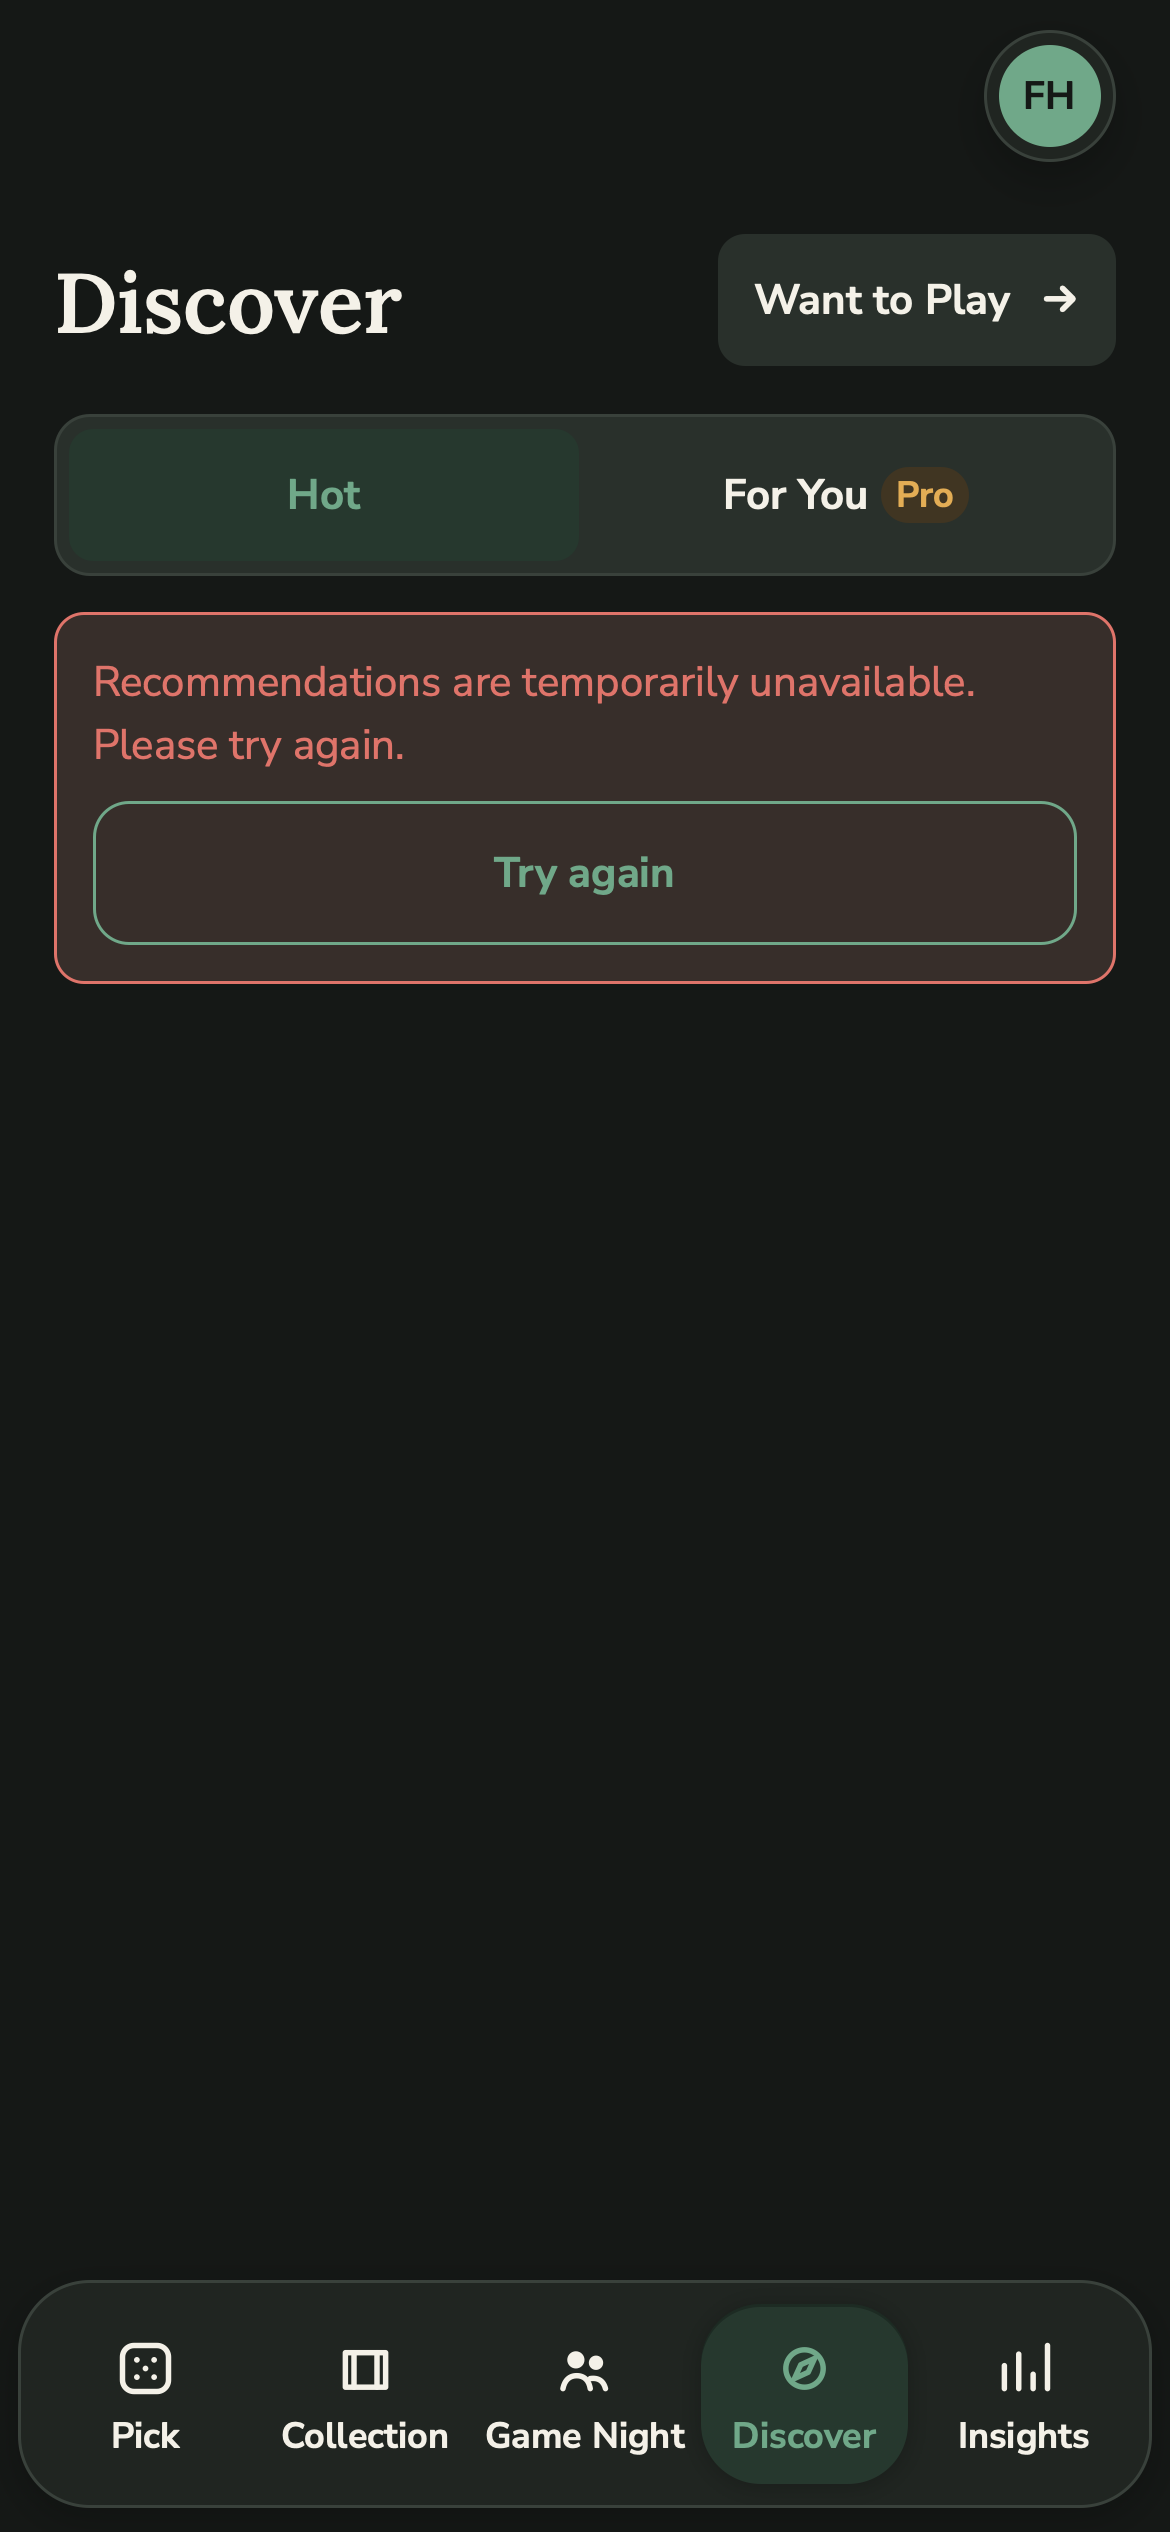 FH
Discover
Want to Play →
Hot
For You Pro
Recommendations are temporarily unavailable.
Please try again.
Try again
Pick
Collection
Game Night
Discover
Insights